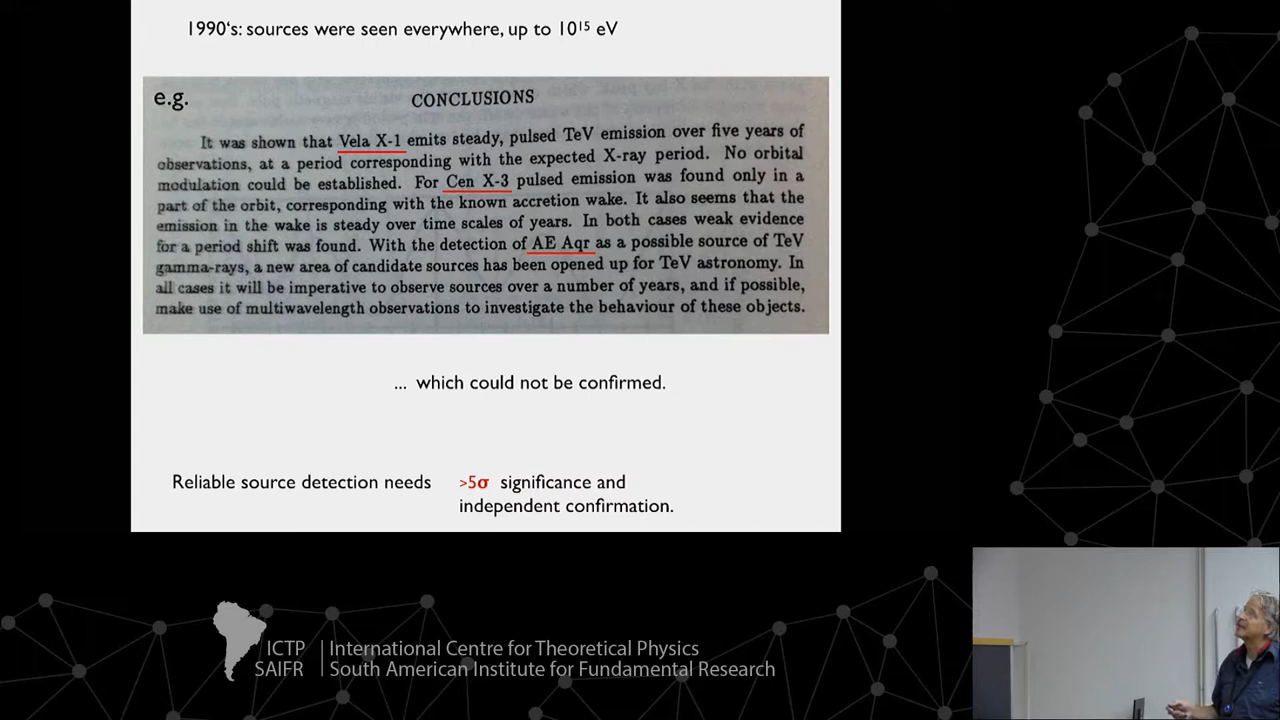 1990's: sources were seen everywhere, up to 10¹⁵ eV
e.g.
CONCLUSIONS
It was shown that Vela X-1 emits steady, pulsed TeV emission over five years of
observations, at a period corresponding with the expected X-ray period. No orbital
modulation could be established. For Cen X-3 pulsed emission was found only in a
part of the orbit, corresponding with the known accretion wake. It also seems that the
emission in the wake is steady over time scales of years. In both cases weak evidence
for a period shift was found. With the detection of AE Aqr as a possible source of TeV
gamma-rays, a new area of candidate sources has been opened up for TeV astronomy. In
all cases it will be imperative to observe sources over a number of years, and if possible,
make use of multiwavelength observations to investigate the behaviour of these objects.
... which could not be confirmed.
Reliable source detection needs >5σ significance and
independent confirmation.
ICTP International Centre for Theoretical Physics
SAIFR South American Institute for Fundamental Research